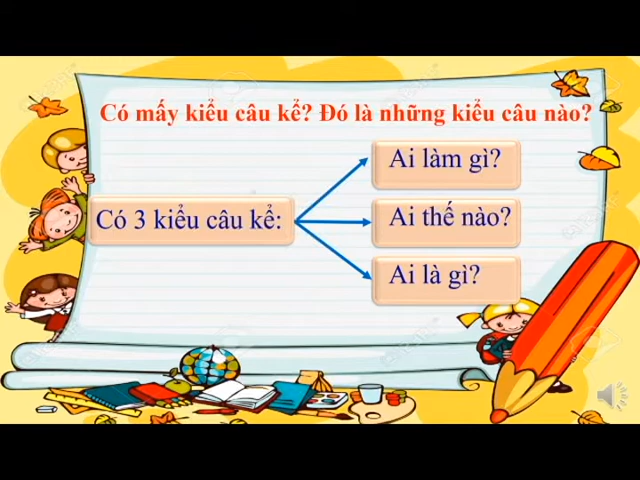 Có mấy kiểu câu kể? Đó là những kiểu câu nào?
Ai làm gì?
Có 3 kiểu câu kể:
Ai thế nào?
Ai là gì?